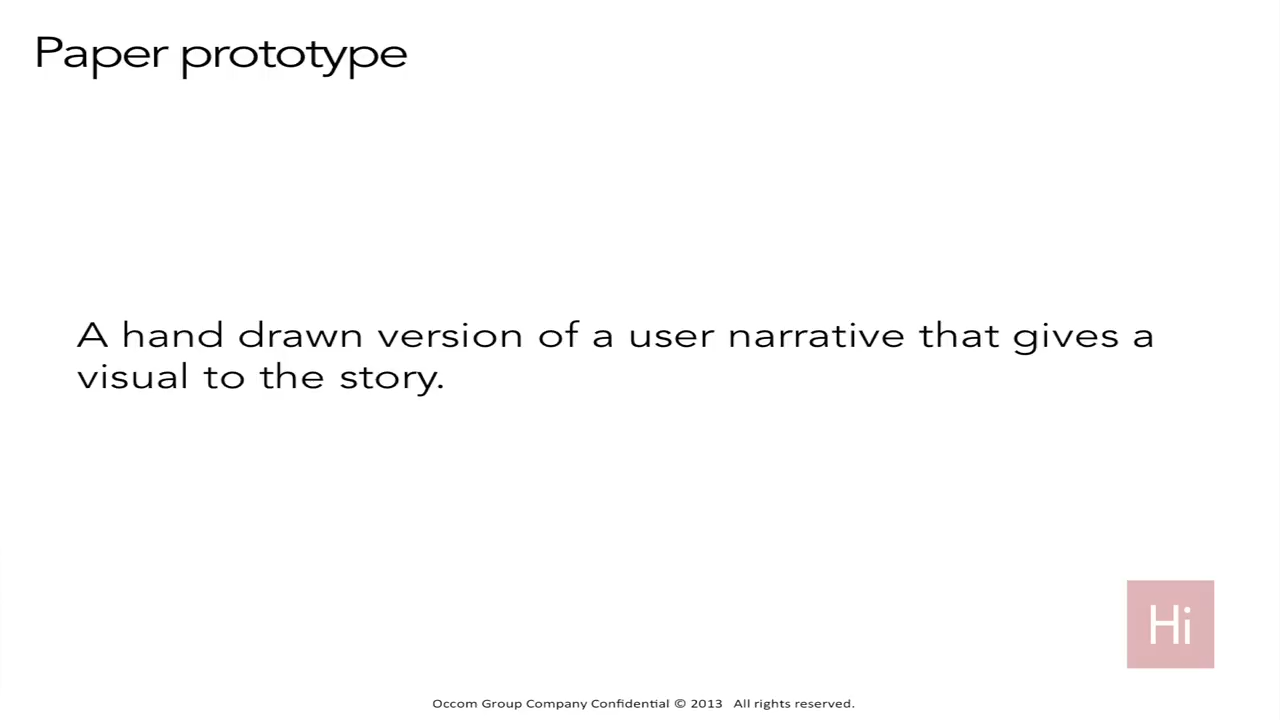 Paper prototype
A hand drawn version of a user narrative that gives a
visual to the story.
Hi
Occom Group Company Confidential © 2013 All rights reserved.